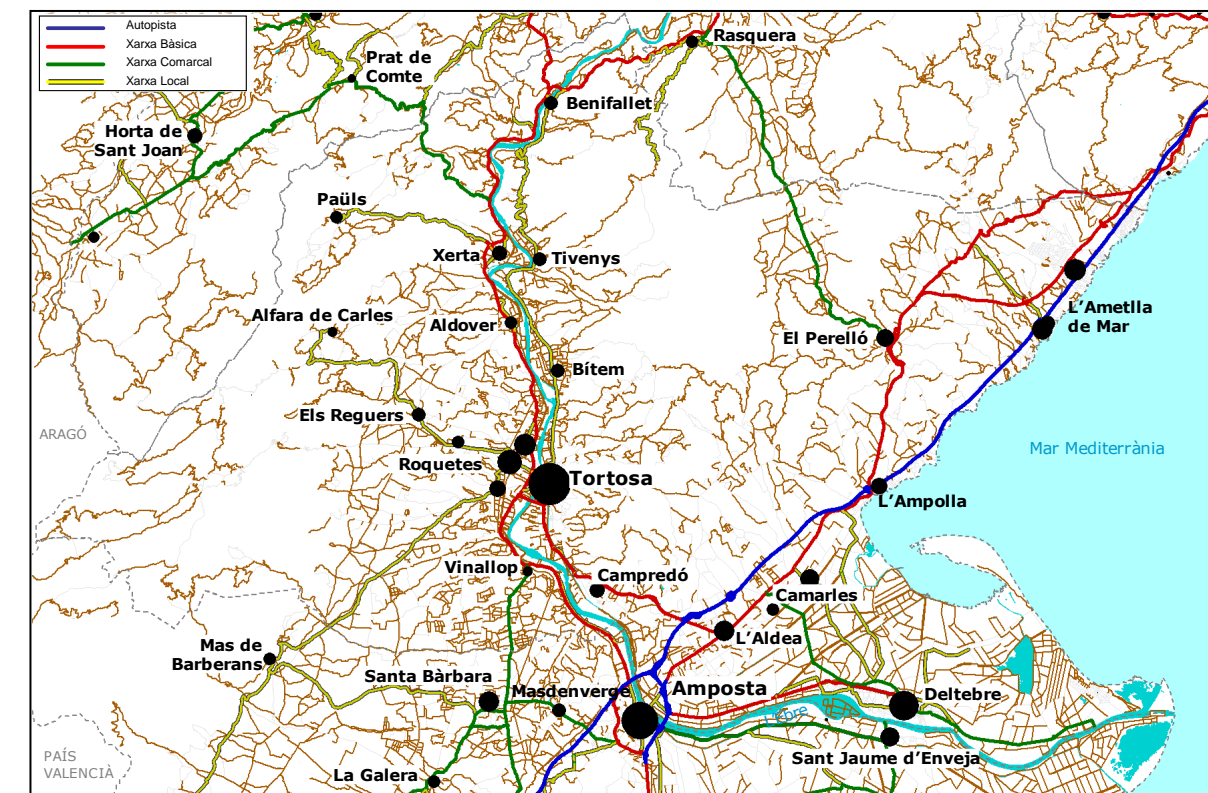 Autopista
Xarxa Bàsica
Xarxa Comarcal
Xarxa Local
Rasquera
Prat de
Comte
Benifallet
Horta de
Sant Joan
Paüls
Xerta
Tivenys
Alfara de Carles
Aldover
L'Ametlla
de Mar
El Perelló
Bítem
Els Reguers
ARAGÓ
Mar Mediterrània
Roquetes
Tortosa
L'Ampolla
Vinallop
Campredó
Camarles
L'Aldea
Mas de
Barberans
Santa Bàrbara
Masdenverge
Amposta
Deltebre
L'Ebre
Sant Jaume d'Enveja
PAÍS
VALENCIÀ
La Galera